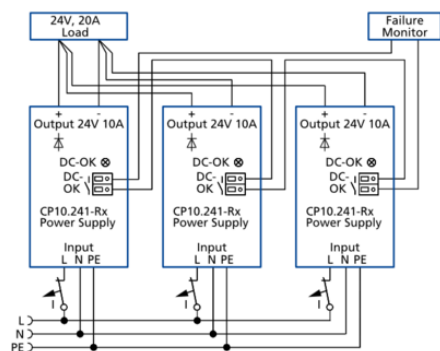 24V, 20A
Load
Failure
Monitor
+ -
Output 24V 10A
DC-OK
DC-
OK
CP10.241-Rx
Power Supply
Input
L N PE
I
+ -
Output 24V 10A
DC-OK
DC-
OK
CP10.241-Rx
Power Supply
Input
L N PE
+ -
Output 24V 10A
DC-OK
DC-
OK
CP10.241-Rx
Power Supply
Input
L N PE
I
I
L
N
PE